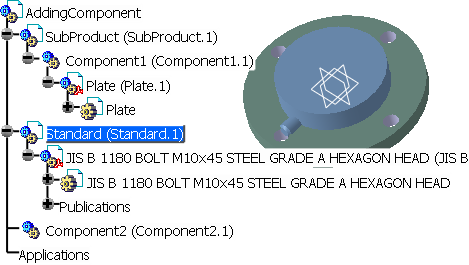 AddingComponent
SubProduct (SubProduct.1)
Component1 (Component1.1)
Plate (Plate.1)
Plate
Standard (Standard.1)
JIS B 1180 BOLT M10x45 STEEL GRADE A HEXAGON HEAD (JIS B
JIS B 1180 BOLT M10x45 STEEL GRADE A HEXAGON HEAD
Publications
Component2 (Component2.1)
Applications